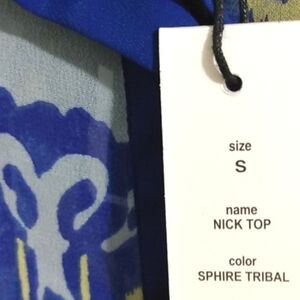 size
S
name
NICK TOP
color
SPHIRE TRIBAL